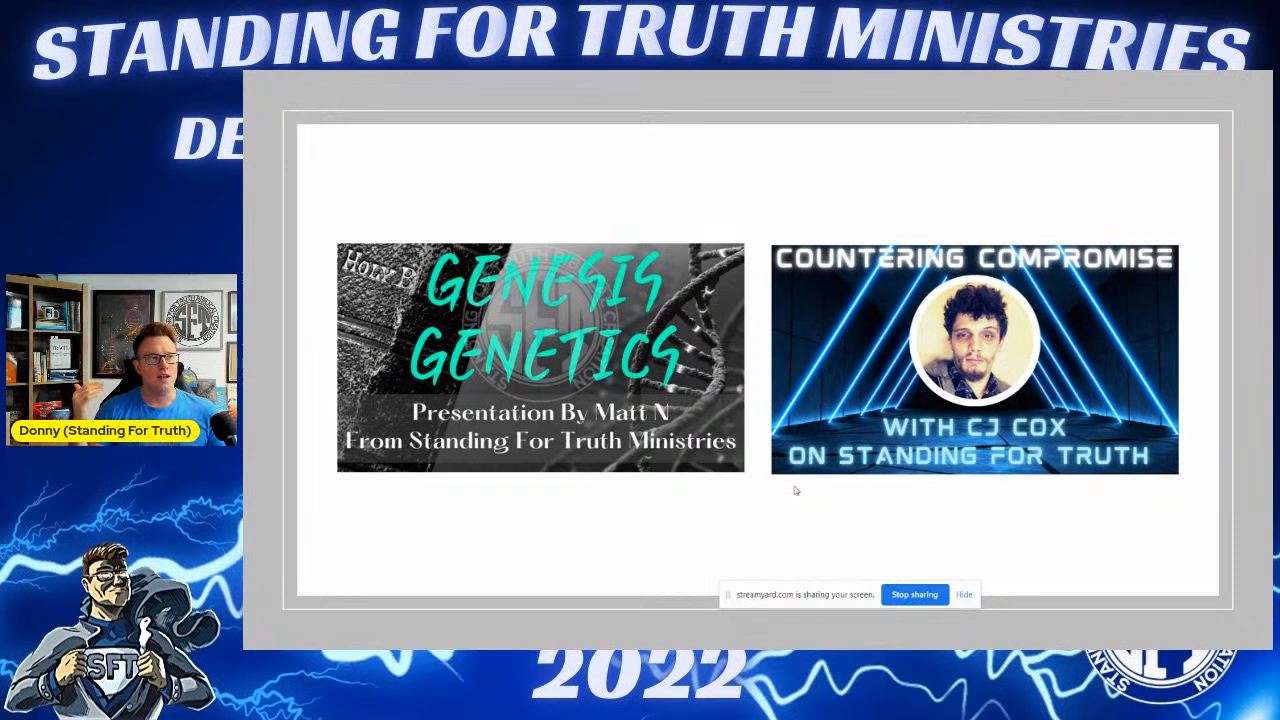 STANDING FOR TRUTH MINISTRIES
DE
HOLY B
GENESIS
GENETICS
Presentation By Matt N
From Standing For Truth Ministries
COUNTERING COMPROMISE
WITH CJ COX
ON STANDING FOR TRUTH
Donny (Standing For Truth)
streamyard.com is sharing your screen.
Stop sharing
Hide
SFT
2022